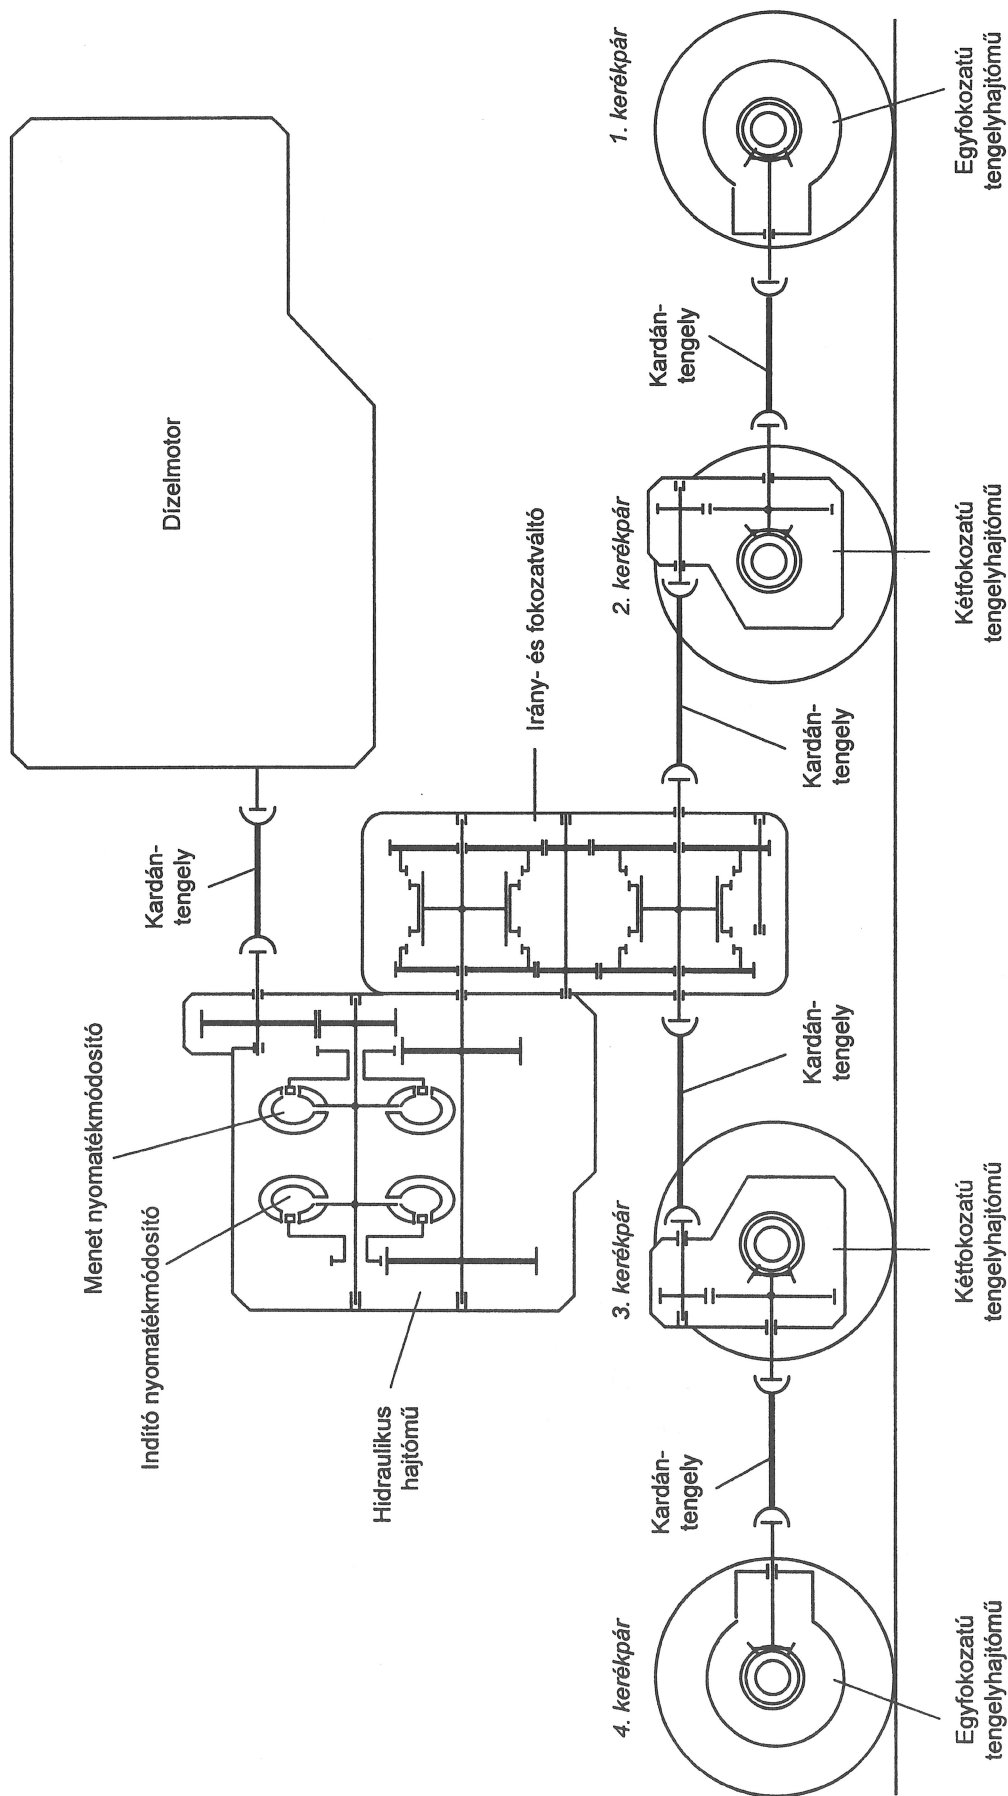 Dízelmotor
Kardán-
tengely
Menet nyomatékmódosító
Indító nyomatékmódosító
Irány- és fokozatváltó
Hidraulikus
hajtómű
4. kerékpár
Kardán-
tengely
3. kerékpár
Kardán-
tengely
Kardán-
tengely
2. kerékpár
Kardán-
tengely
1. kerékpár
Egyfokozatú
tengelyhajtómű
Kétfokozatú
tengelyhajtómű
Kétfokozatú
tengelyhajtómű
Egyfokozatú
tengelyhajtómű